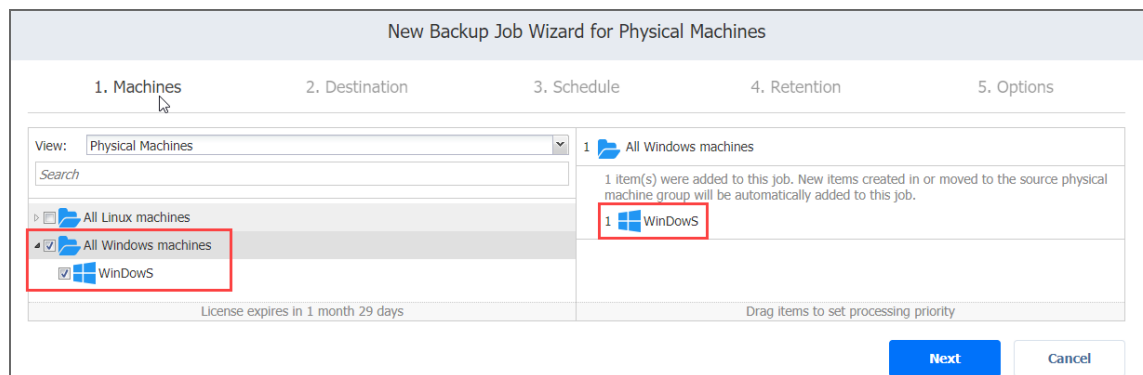 New Backup Job Wizard for Physical Machines
1. Machines
2. Destination
3. Schedule
4. Retention
5. Options
View:
Physical Machines
Search
All Linux machines
All Windows machines
WinDowS
License expires in 1 month 29 days
1 All Windows machines
1 item(s) were added to this job. New items created in or moved to the source physical
machine group will be automatically added to this job.
1 WinDowS
Drag items to set processing priority
Next
Cancel